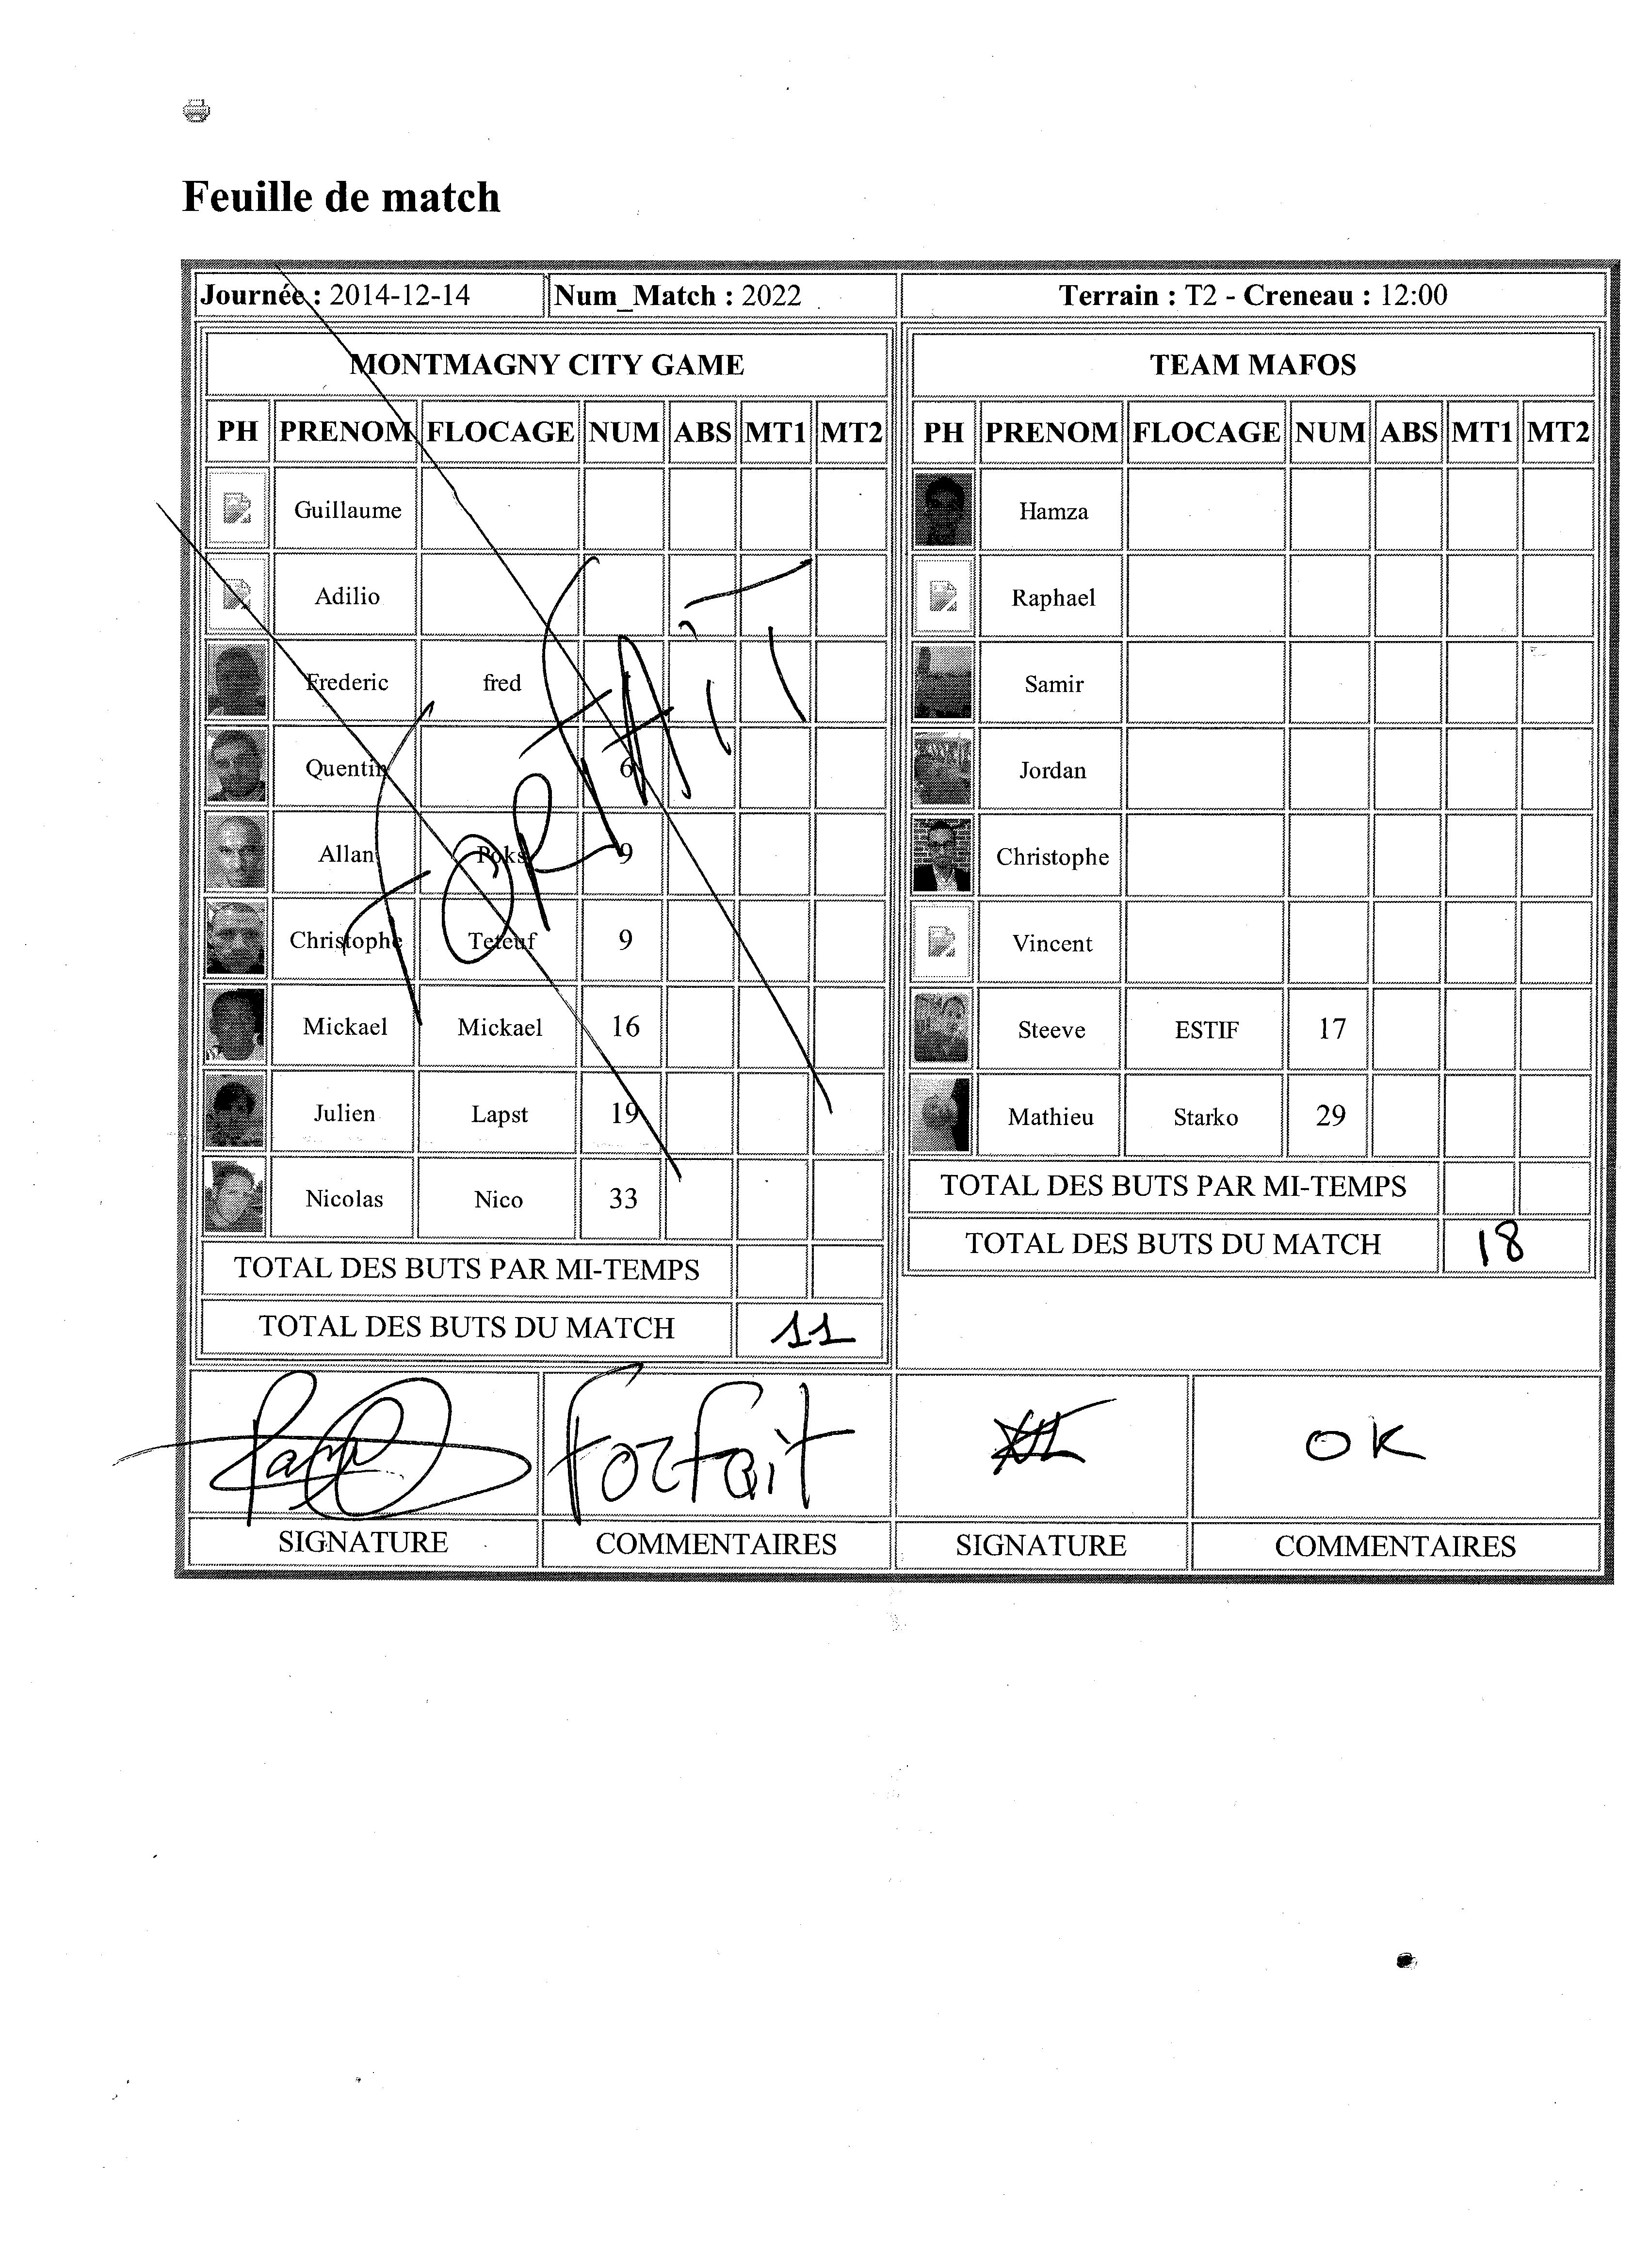 Feuille de match
Journée : 2014-12-14 Num_Match : 2022 Terrain : T2 - Creneau : 12:00
MONTMAGNY CITY GAME
PH PRENOM FLOCAGE NUM ABS MT1 MT2
Guillaume
Adilio
Frederic fred
Quentin 6
Allan Poks 9
Christophe Teteuf 9
Mickael Mickael 16
Julien Lapst 19
Nicolas Nico 33
FORFAIT
TOTAL DES BUTS PAR MI-TEMPS
TOTAL DES BUTS DU MATCH 11
TEAM MAFOS
PH PRENOM FLOCAGE NUM ABS MT1 MT2
Hamza
Raphael
Samir
Jordan
Christophe
Vincent
Steeve ESTIF 17
Mathieu Starko 29
TOTAL DES BUTS PAR MI-TEMPS
TOTAL DES BUTS DU MATCH 18
Forfait OK
SIGNATURE COMMENTAIRES SIGNATURE COMMENTAIRES